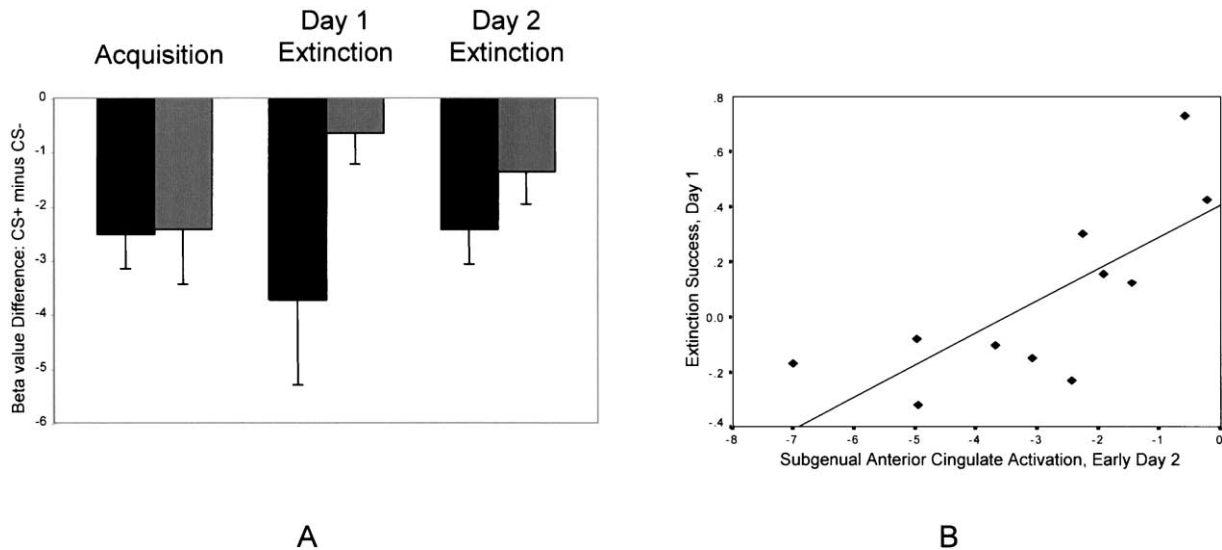 Acquisition
Day 1
Extinction
Day 2
Extinction
Beta value Difference: CS+ minus CS-
0
-1
-2
-3
-4
-5
-6
A
Extinction Success, Day 1
.8
.6
.4
.2
0.0
-.2
-.4
-8
-7
-6
-5
-4
-3
-2
-1
0
Subgenual Anterior Cingulate Activation, Early Day 2
B